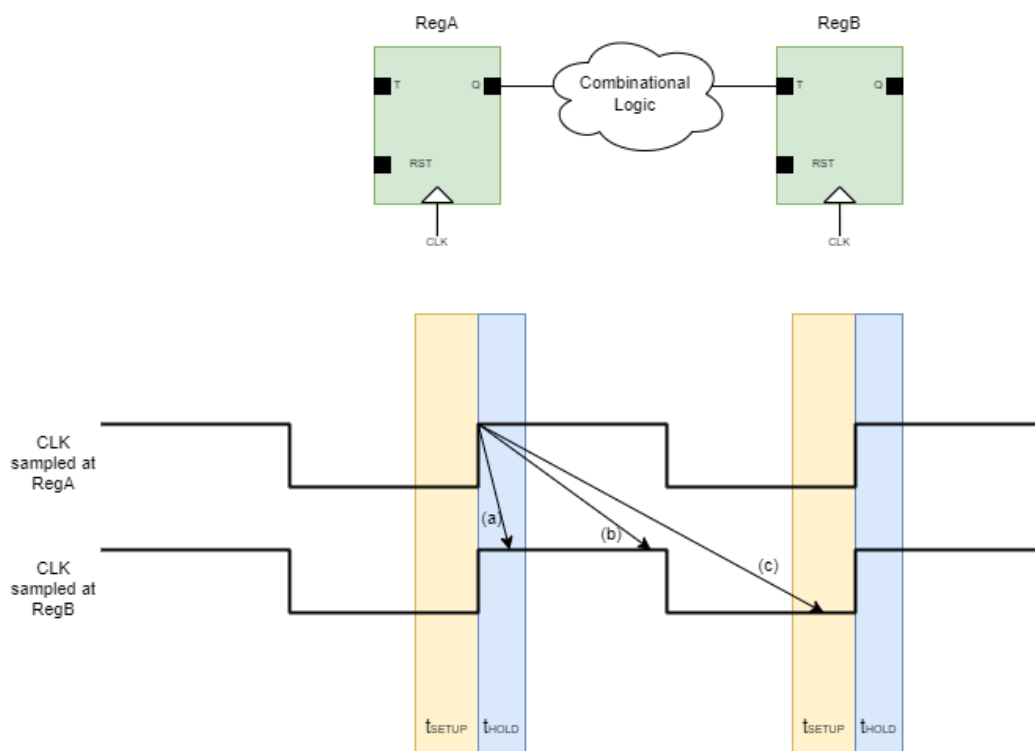 RegA
RegB
T
Q
Combinational
Logic
T
Q
RST
RST
CLK
CLK
CLK
sampled at
RegA
(a)
(b)
(c)
CLK
sampled at
RegB
tSETUP
tHOLD
tSETUP
tHOLD